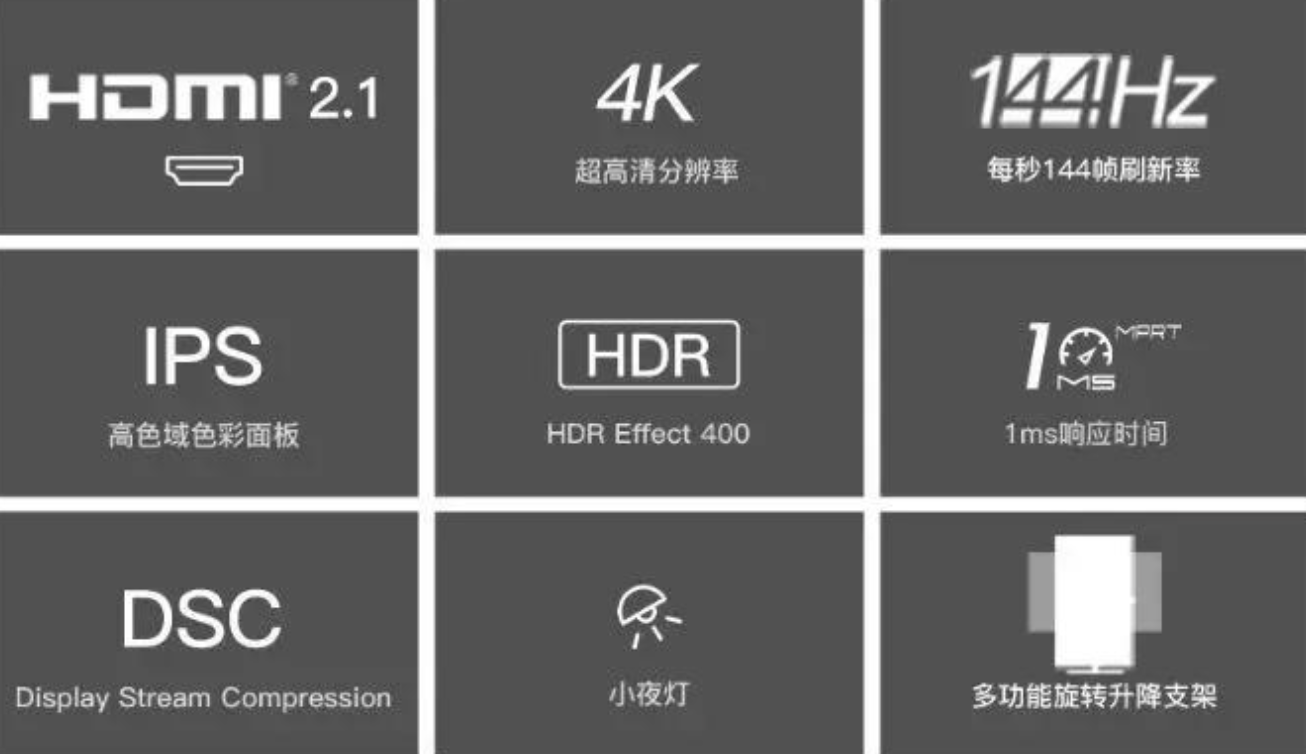 HDMI® 2.1
4K
超高清分辨率
144Hz
每秒144帧刷新率
IPS
高色域色彩面板
HDR
HDR Effect 400
1MS MPRT
1ms响应时间
DSC
Display Stream Compression
小夜灯
多功能旋转升降支架